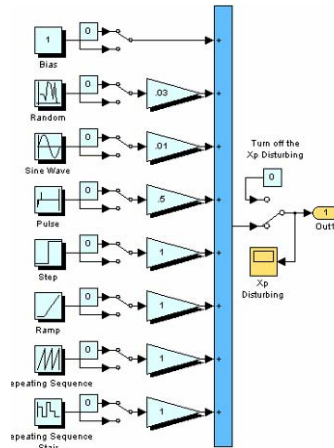 0
1
Bias
+
0
.03
Random
+
0
.01
Sine Wave
+
0
.5
Pulse
+
0
1
Step
+
0
1
Ramp
+
0
1
epeating Sequence
+
0
1
epeating Sequence
Stair
+
Turn off the
Xp Disturbing
0
1
Out1
Xp
Disturbing